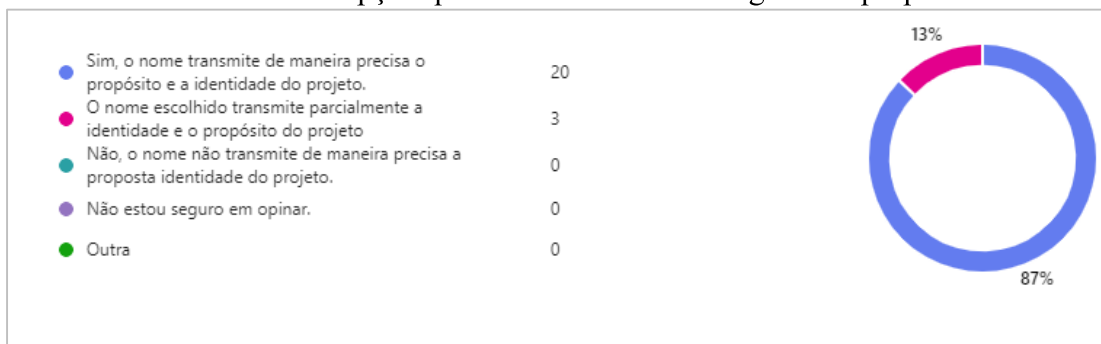 13%
Sim, o nome transmite de maneira precisa o
propósito e a identidade do projeto.
20
O nome escolhido transmite parcialmente a
identidade e o propósito do projeto
3
Não, o nome não transmite de maneira precisa a
proposta identidade do projeto.
0
Não estou seguro em opinar.
0
Outra
0
87%